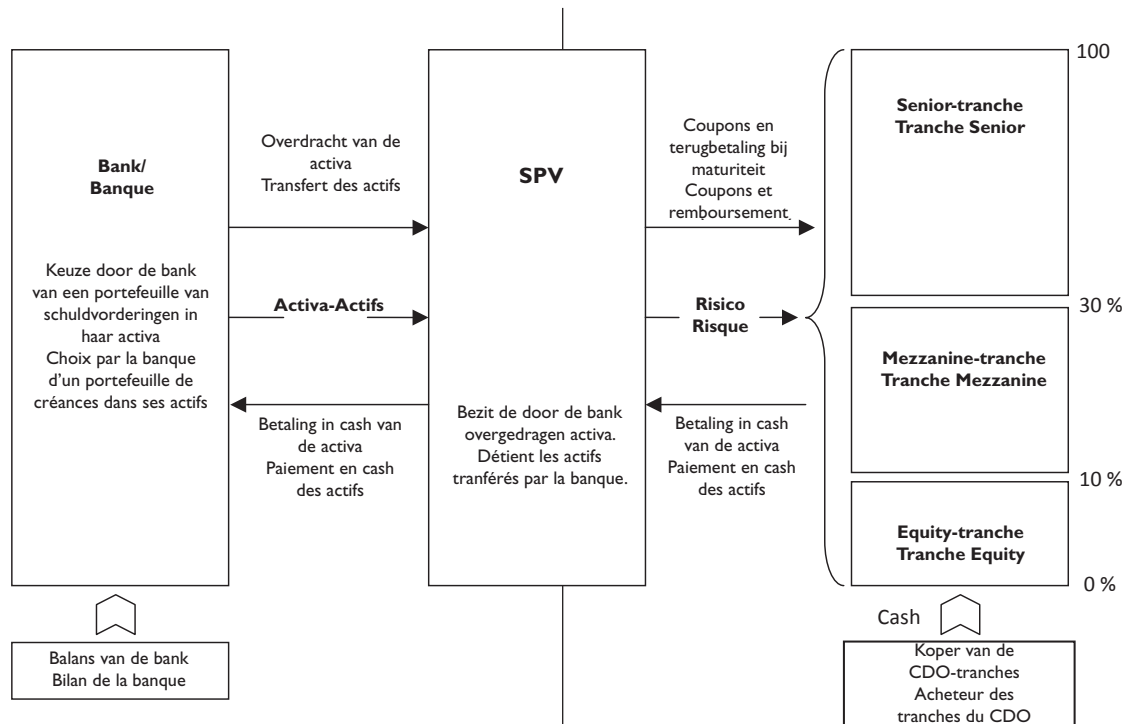 Bank/
Banque
Keuze door de bank
van een portefeuille van
schuldvorderingen in
haar activa
Choix par la banque
d'un portefeuille de
créances dans ses actifs
Balans van de bank
Bilan de la banque
Overdracht van de
activa
Transfert des actifs
Activa-Actifs
Betaling in cash van
de activa
Paiement en cash
des actifs
SPV
Bezit de door de bank
overgedragen activa.
Détient les actifs
tranférés par la banque.
Coupons en
terugbetaling bij
maturiteit
Coupons et
remboursement
Risico
Risque
Betaling in cash
van de activa
Paiement en cash
des actifs
Senior-tranche
Tranche Senior
Mezzanine-tranche
Tranche Mezzanine
Equity-tranche
Tranche Equity
100
30 %
10 %
0 %
Cash
Koper van de
CDO-tranches
Acheteur des
tranches du CDO